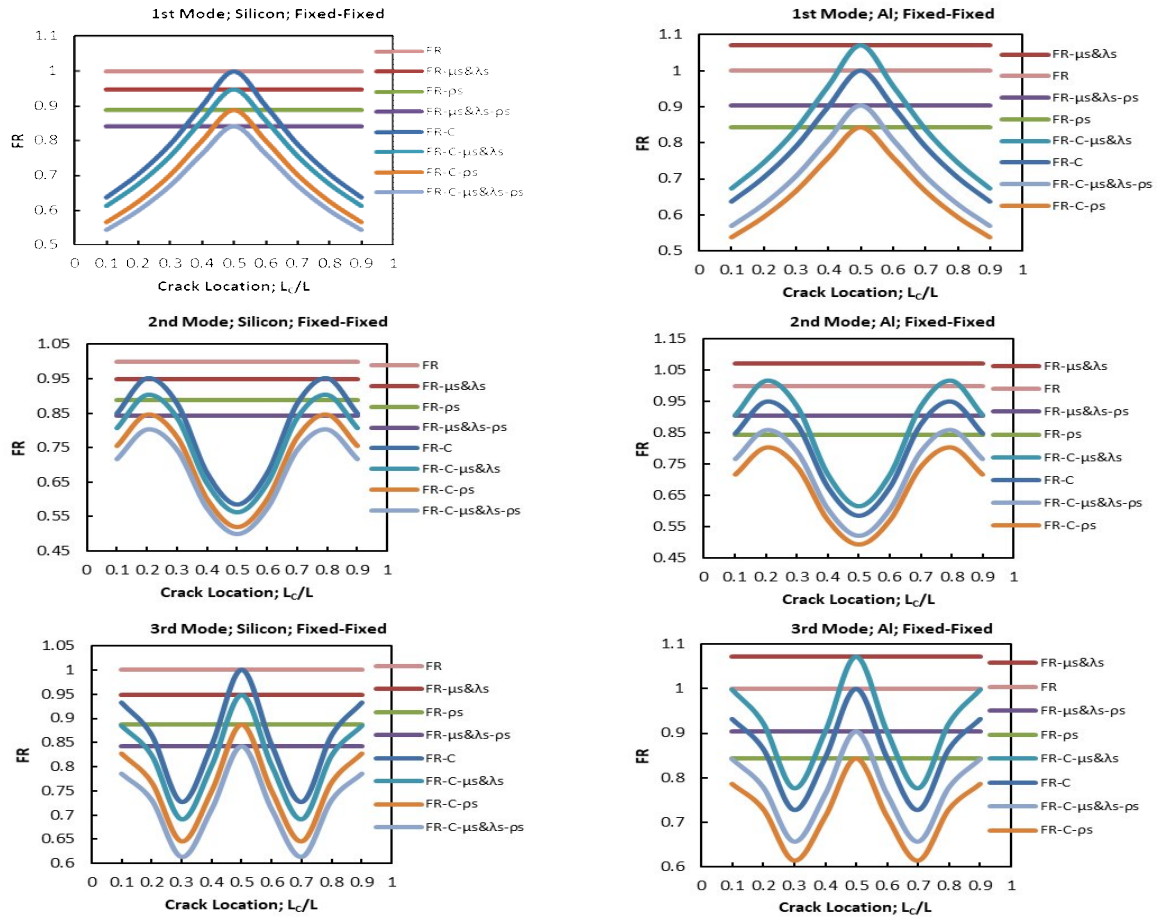 1st Mode; Silicon; Fixed-Fixed
1.1
1
0.9
0.8
0.7
0.6
0.5
FR
0 0.1 0.2 0.3 0.4 0.5 0.6 0.7 0.8 0.9 1
Crack Location; LC/L
FR
FR-μs&λs
FR-ρs
FR-μs&λs-ρs
FR-C
FR-C-μs&λs
FR-C-ρs
FR-C-μs&λs-ρs
1st Mode; Al; Fixed-Fixed
1.1
1
0.9
0.8
0.7
0.6
0.5
FR
0 0.1 0.2 0.3 0.4 0.5 0.6 0.7 0.8 0.9 1
Crack Location; LC/L
FR-μs&λs
FR
FR-μs&λs-ρs
FR-ρs
FR-C-μs&λs
FR-C
FR-C-μs&λs-ρs
FR-C-ρs
2nd Mode; Silicon; Fixed-Fixed
1.05
0.95
0.85
0.75
0.65
0.55
0.45
FR
0 0.1 0.2 0.3 0.4 0.5 0.6 0.7 0.8 0.9 1
Crack Location; LC/L
FR
FR-μs&λs
FR-ρs
FR-μs&λs-ρs
FR-C
FR-C-μs&λs
FR-C-ρs
FR-C-μs&λs-ρs
2nd Mode; Al; Fixed-Fixed
1.15
1.05
0.95
0.85
0.75
0.65
0.55
0.45
FR
0 0.1 0.2 0.3 0.4 0.5 0.6 0.7 0.8 0.9 1
Crack Location; LC/L
FR-μs&λs
FR
FR-μs&λs-ρs
FR-ρs
FR-C-μs&λs
FR-C
FR-C-μs&λs-ρs
FR-C-ρs
3rd Mode; Silicon; Fixed-Fixed
1.05
1
0.95
0.9
0.85
0.8
0.75
0.7
0.65
0.6
FR
0 0.1 0.2 0.3 0.4 0.5 0.6 0.7 0.8 0.9 1
Crack Location; LC/L
FR
FR-μs&λs
FR-ρs
FR-μs&λs-ρs
FR-C
FR-C-μs&λs
FR-C-ρs
FR-C-μs&λs-ρs
3rd Mode; Al; Fixed-Fixed
1.1
1
0.9
0.8
0.7
0.6
FR
0 0.1 0.2 0.3 0.4 0.5 0.6 0.7 0.8 0.9 1
Crack Location; LC/L
FR-μs&λs
FR
FR-μs&λs-ρs
FR-ρs
FR-C-μs&λs
FR-C
FR-C-μs&λs-ρs
FR-C-ρs